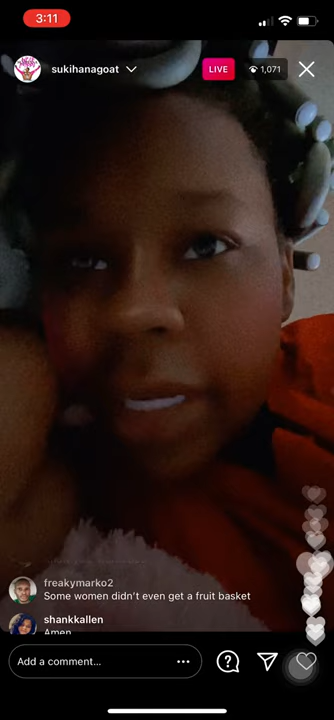 3:11
sukihanagoat
LIVE
1,071
freakymarko2
Some women didn't even get a fruit basket
shankkallen
Amen
Add a comment...